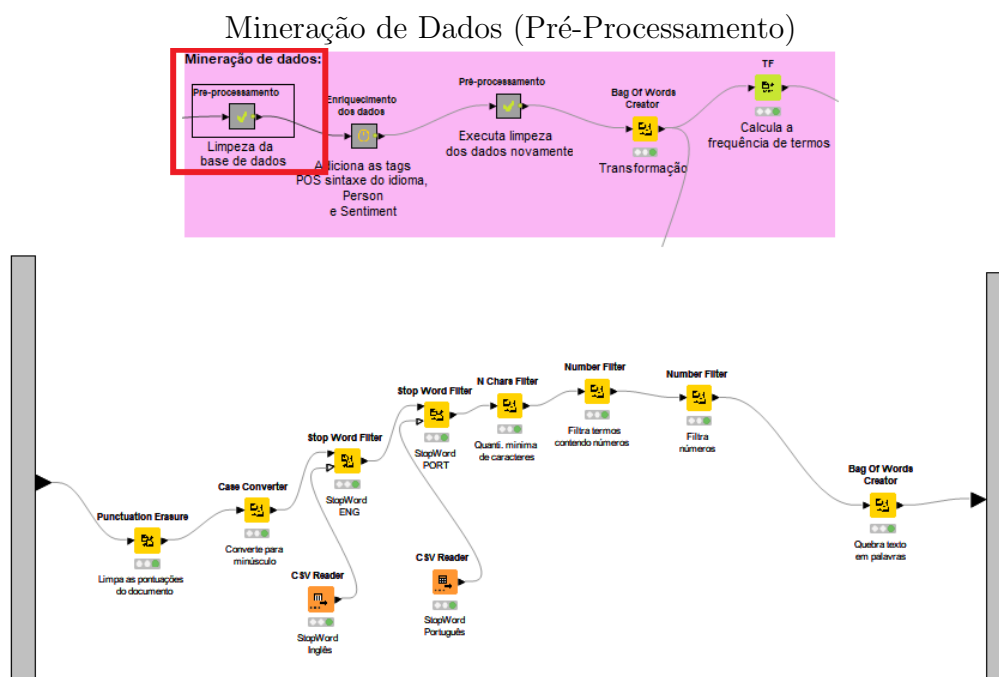 Mineração de Dados (Pré-Processamento)
Mineração de dados:
Pre-processamento
Limpeza da
base de dados
Enriquecimento
dos dados
Adiciona as tags
POS sintaxe do idioma,
Person
e Sentiment
Pré-processamento
Executa limpeza
dos dados novamente
Bag Of Words
Creator
Transformação
TF
Calcula a
frequência de termos
Punctuation Erasure
Limpa as pontuações
do documento
Case Converter
Converte para
minúsculo
Stop Word Filter
StopWord
ENG
CSV Reader
StopWord
Inglês
Stop Word Filter
StopWord
PORT
CSV Reader
StopWord
Português
N Chars Filter
Quanti. minima
de caracteres
Number Filter
Filtra termos
contendo números
Number Filter
Filtra
números
Bag Of Words
Creator
Quebra texto
em palavras